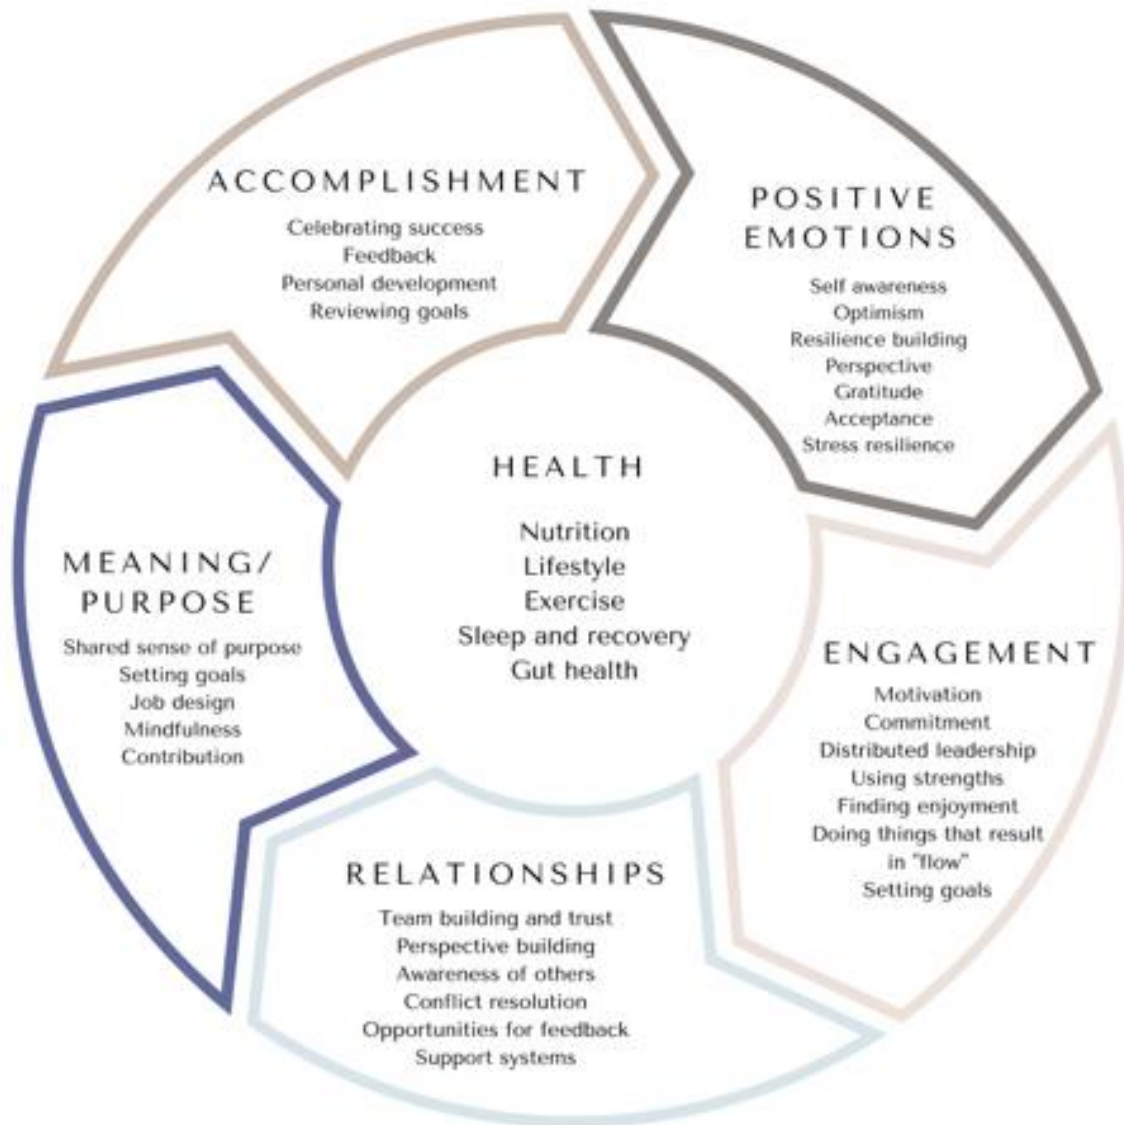 ACCOMPLISHMENT
Celebrating success
Feedback
Personal development
Reviewing goals
POSITIVE
EMOTIONS
Self awareness
Optimism
Resilience building
Perspective
Gratitude
Acceptance
Stress resilience
HEALTH
Nutrition
Lifestyle
Exercise
Sleep and recovery
Gut health
MEANING/
PURPOSE
Shared sense of purpose
Setting goals
Job design
Mindfulness
Contribution
ENGAGEMENT
Motivation
Commitment
Distributed leadership
Using strengths
Finding enjoyment
Doing things that result
in "flow"
Setting goals
RELATIONSHIPS
Team building and trust
Perspective building
Awareness of others
Conflict resolution
Opportunities for feedback
Support systems